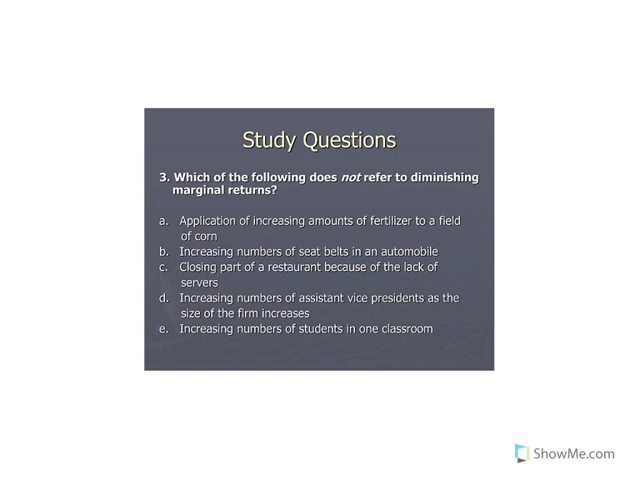 Study Questions
3. Which of the following does not refer to diminishing
marginal returns?
a. Application of increasing amounts of fertilizer to a field
of corn
b. Increasing numbers of seat belts in an automobile
c. Closing part of a restaurant because of the lack of
servers
d. Increasing numbers of assistant vice presidents as the
size of the firm increases
e. Increasing numbers of students in one classroom
ShowMe.com